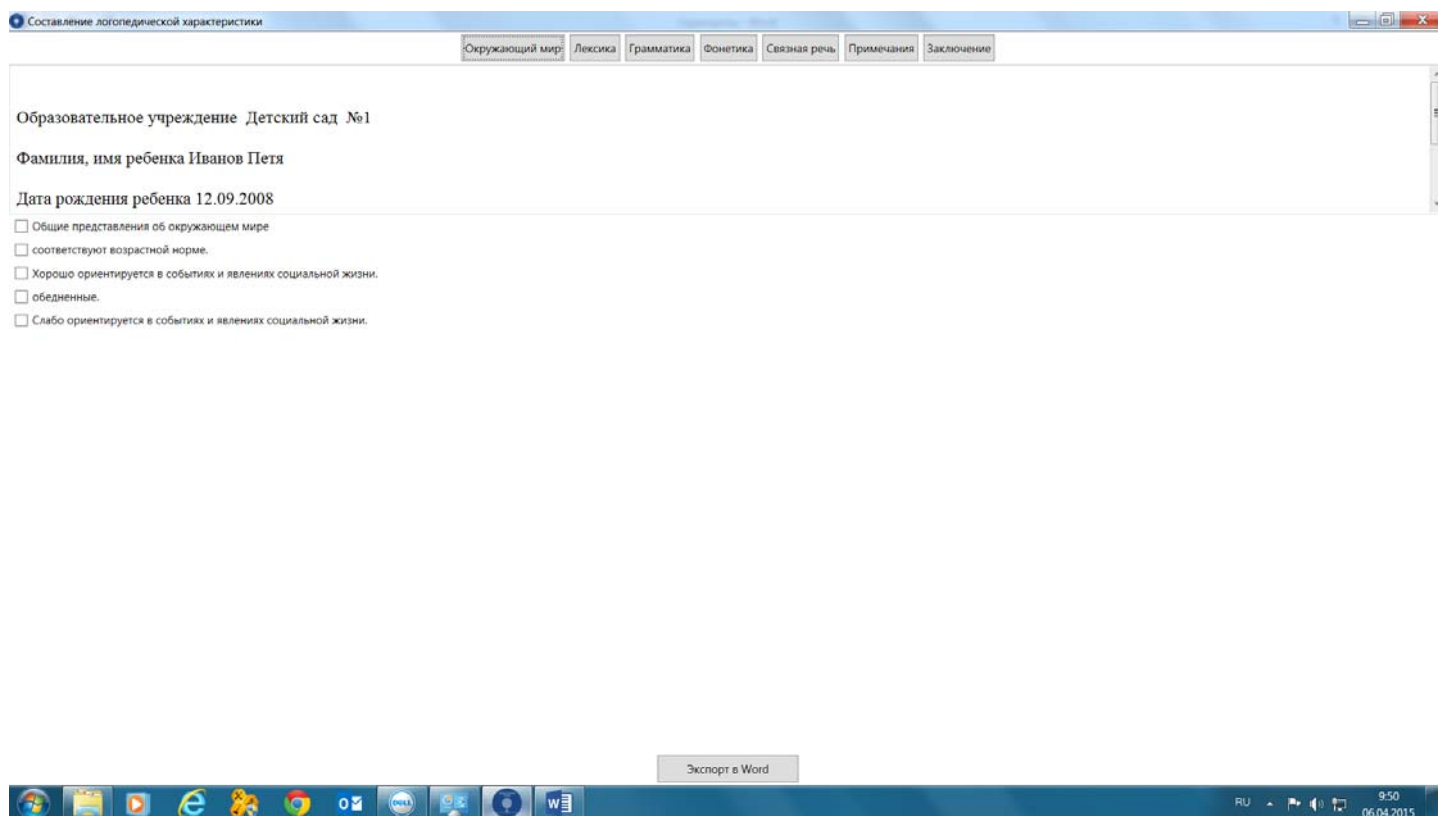 Составление логопедической характеристики
Окружающий мир Лексика Грамматика Фонетика Связная речь Примечания Заключение
Образовательное учреждение Детский сад №1
Фамилия, имя ребенка Иванов Петя
Дата рождения ребенка 12.09.2008
Общие представления об окружающем мире
соответствуют возрастной норме.
Хорошо ориентируется в событиях и явлениях социальной жизни.
обедненные.
Слабо ориентируется в событиях и явлениях социальной жизни.
Экспорт в Word
DELL
RU
9:50
06.04.2015